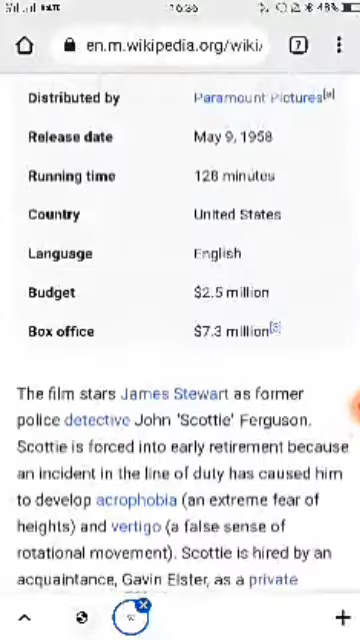 16:36
48%
en.m.wikipedia.org/wiki/
7
Distributed by Paramount Pictures[a]
Release date May 9, 1958
Running time 128 minutes
Country United States
Language English
Budget $2.5 million
Box office $7.3 million[3]
The film stars James Stewart as former
police detective John 'Scottie' Ferguson.
Scottie is forced into early retirement because
an incident in the line of duty has caused him
to develop acrophobia (an extreme fear of
heights) and vertigo (a false sense of
rotational movement). Scottie is hired by an
acquaintance, Gavin Elster, as a private